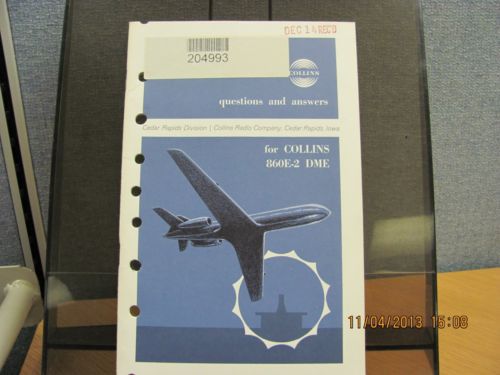 DEC 14 REC'D
204993
COLLINS
questions and answers
Cedar Rapids Division | Collins Radio Company, Cedar Rapids, Iowa
for COLLINS
860E-2 DME
11/04/2013 15:08